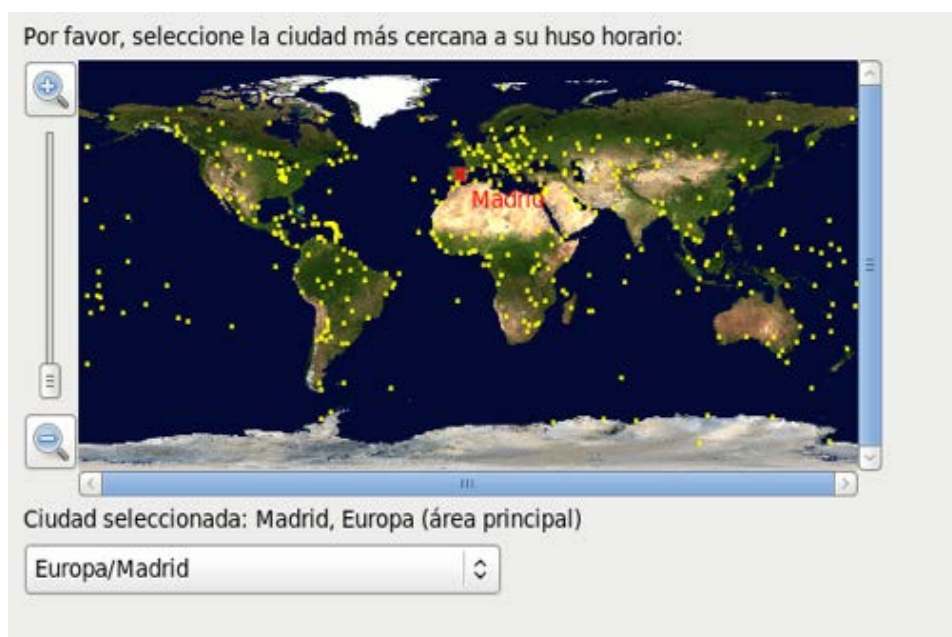 Por favor, seleccione la ciudad más cercana a su huso horario:
Madrid
Ciudad seleccionada: Madrid, Europa (área principal)
Europa/Madrid